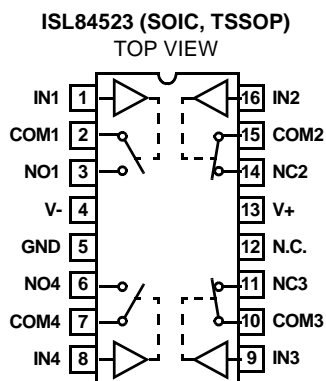 ISL84523 (SOIC, TSSOP)
TOP VIEW
IN1 1 16 IN2
COM1 2 15 COM2
NO1 3 14 NC2
V- 4 13 V+
GND 5 12 N.C.
NO4 6 11 NC3
COM4 7 10 COM3
IN4 8 9 IN3